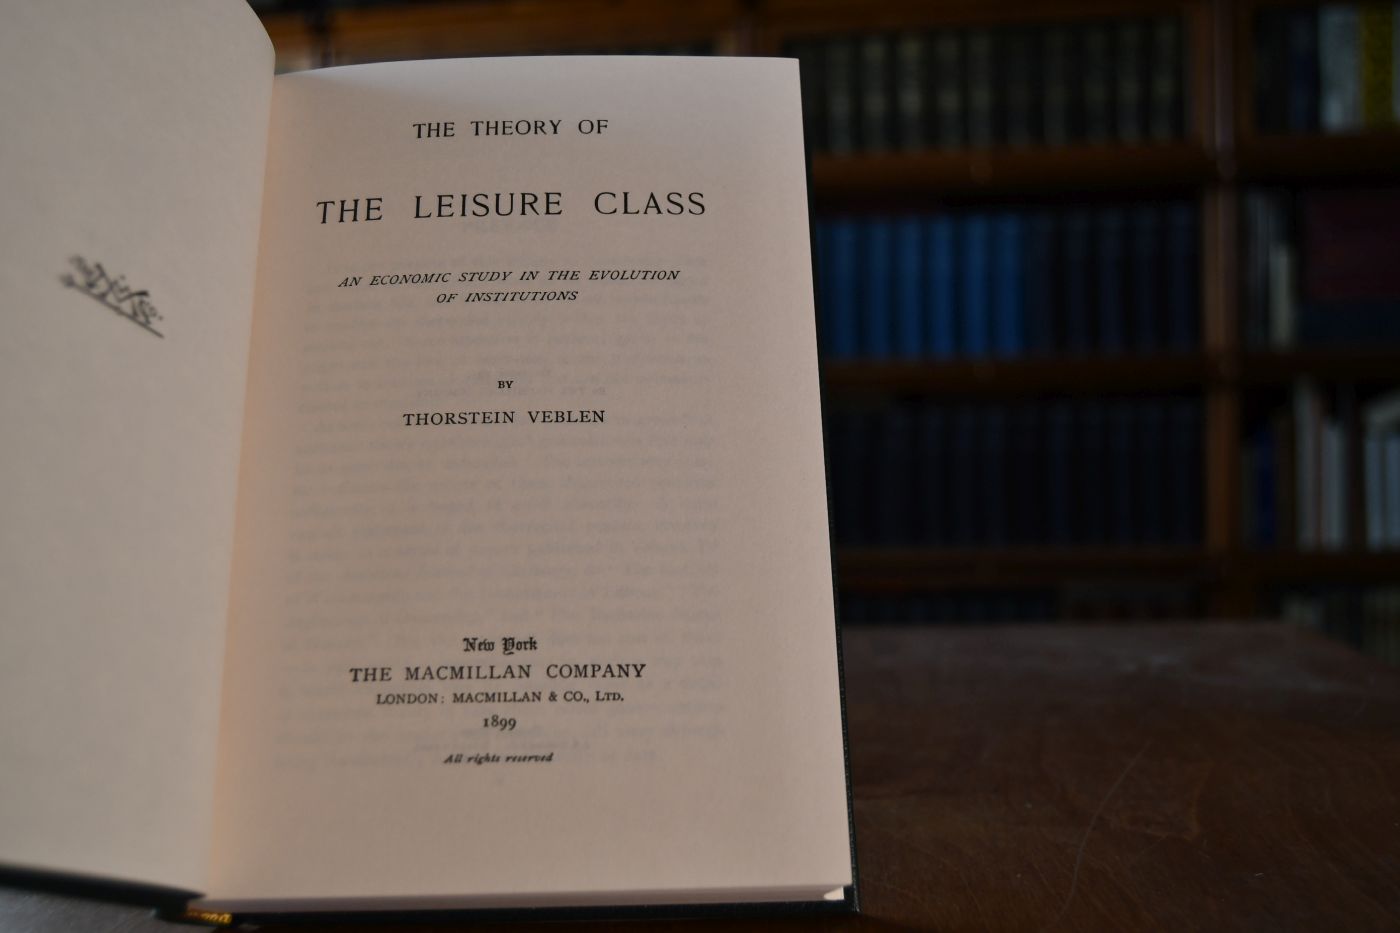 THE THEORY OF
THE LEISURE CLASS
AN ECONOMIC STUDY IN THE EVOLUTION
OF INSTITUTIONS
BY
THORSTEIN VEBLEN
New York
THE MACMILLAN COMPANY
LONDON: MACMILLAN & CO., LTD.
1899
All rights reserved